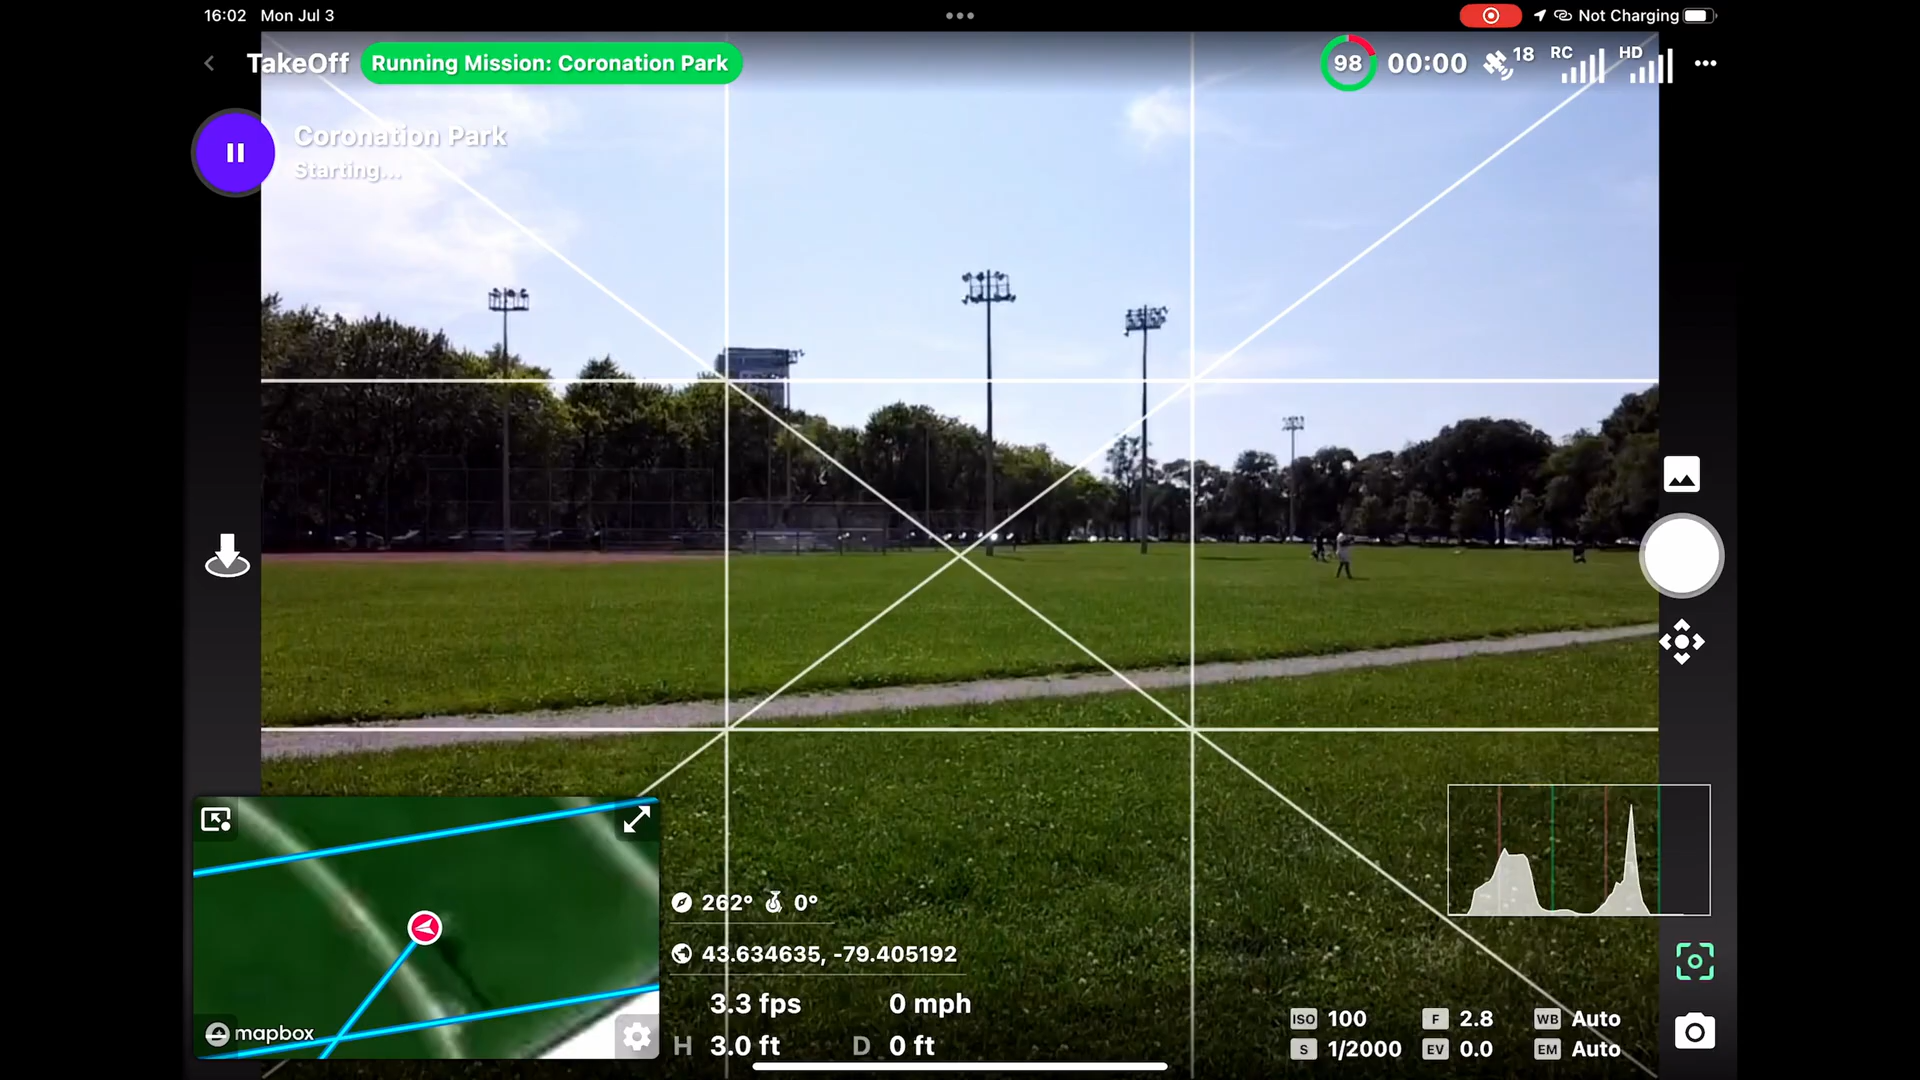 16:02 Mon Jul 3
Not Charging
TakeOff
Running Mission: Coronation Park
98
00:00
18
RC
HD
Coronation Park
Starting...
262° 0°
43.634635, -79.405192
3.3 fps 0 mph
H 3.0 ft D 0 ft
mapbox
ISO 100 F 2.8 WB Auto
S 1/2000 EV 0.0 EM Auto